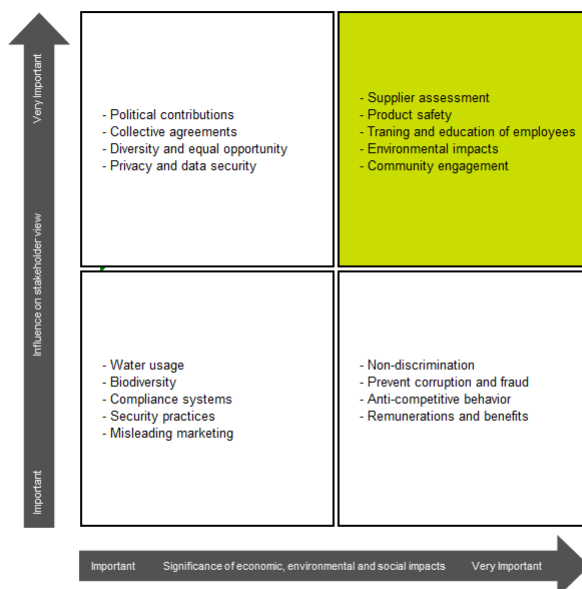 Very Important
Influence on stakeholder view
Important
- Political contributions
- Collective agreements
- Diversity and equal opportunity
- Privacy and data security
- Supplier assessment
- Product safety
- Traning and education of employees
- Environmental impacts
- Community engagement
- Water usage
- Biodiversity
- Compliance systems
- Security practices
- Misleading marketing
- Non-discrimination
- Prevent corruption and fraud
- Anti-competitive behavior
- Remunerations and benefits
Important Significance of economic, environmental and social impacts Very Important